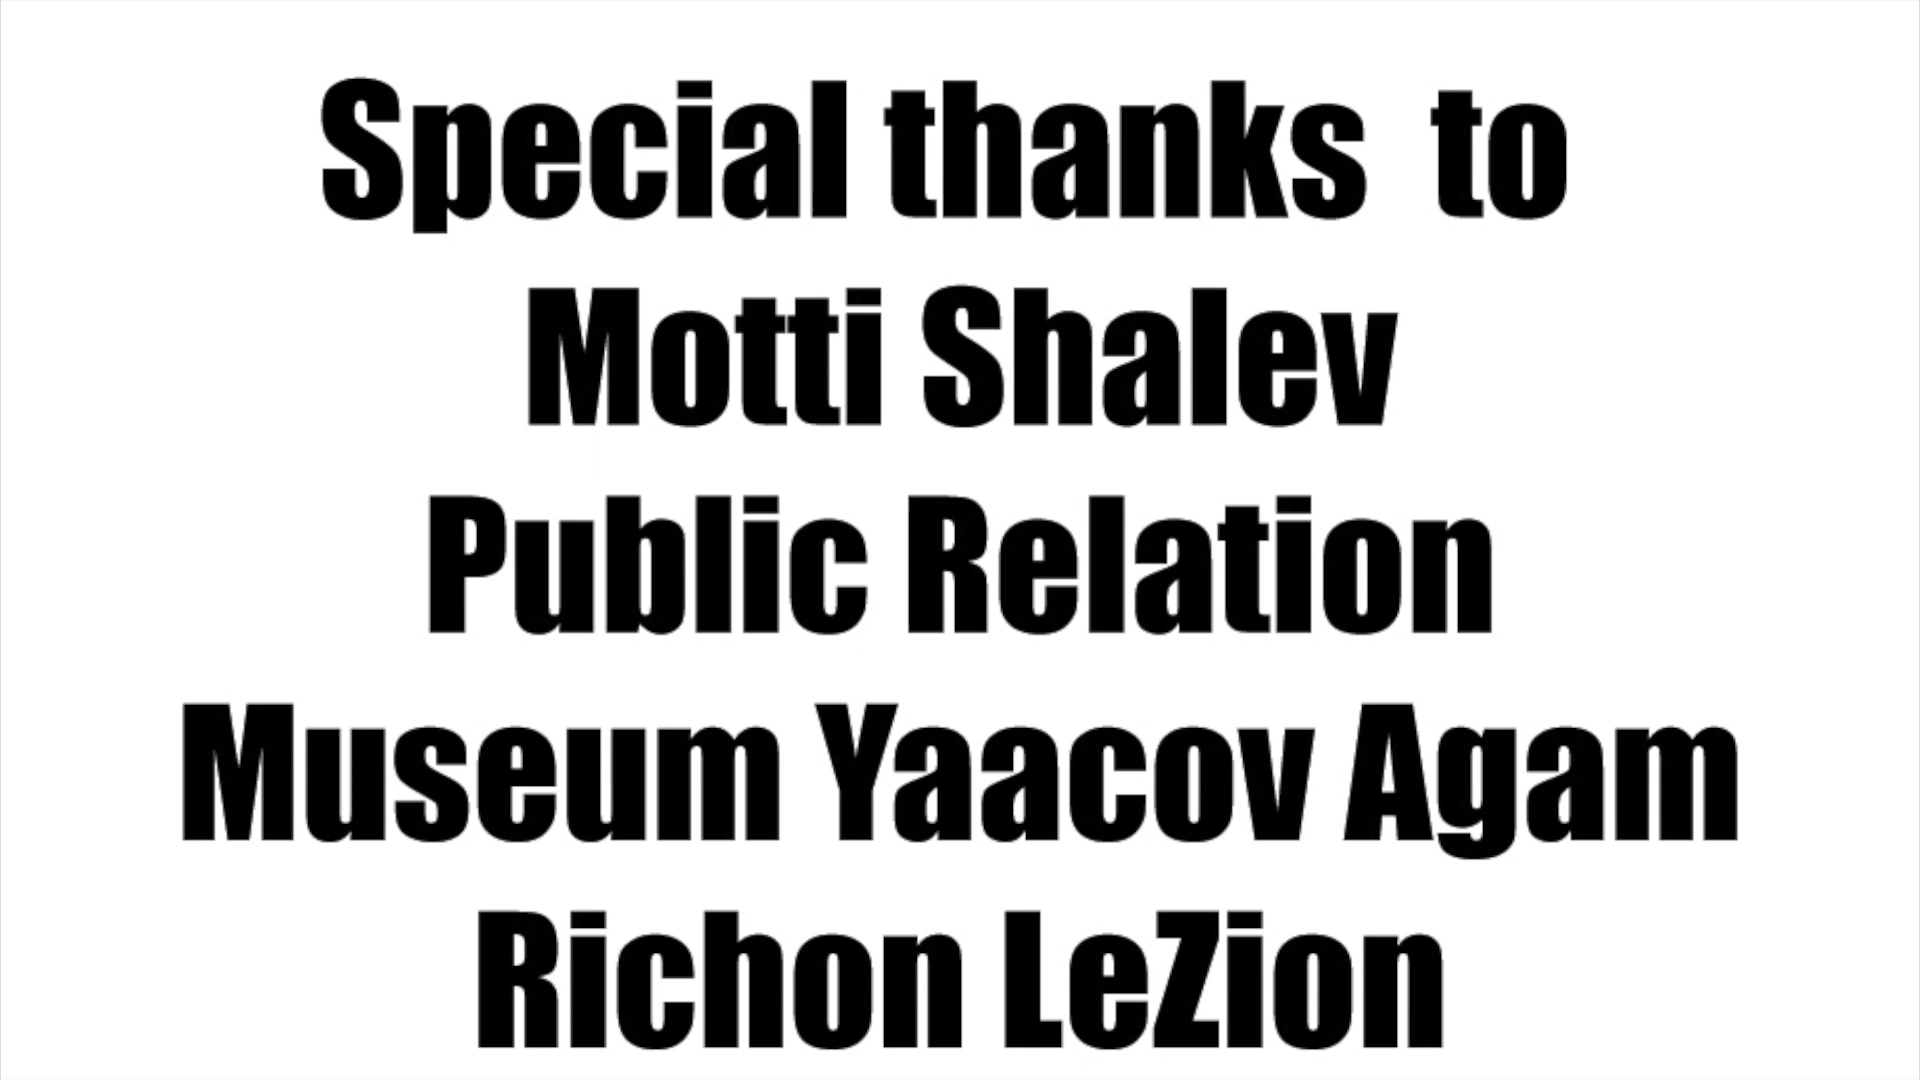 Special thanks  to
Motti Shalev
Public Relation
Museum Yaacov Agam
Richon LeZion